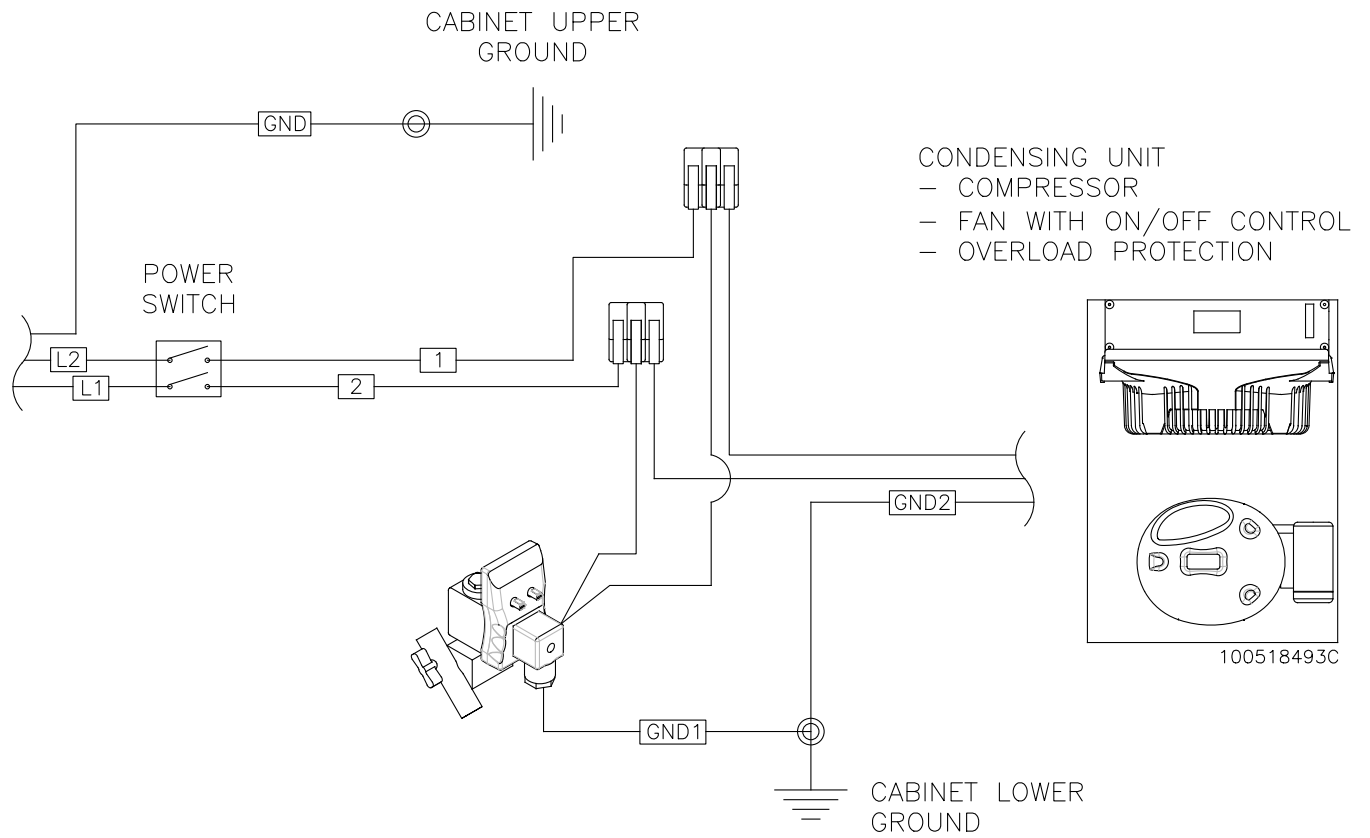 CABINET UPPER
GROUND
GND
CONDENSING UNIT
– COMPRESSOR
– FAN WITH ON/OFF CONTROL
– OVERLOAD PROTECTION
POWER
SWITCH
L2
1
L1
2
GND2
100518493C
GND1
CABINET LOWER
GROUND